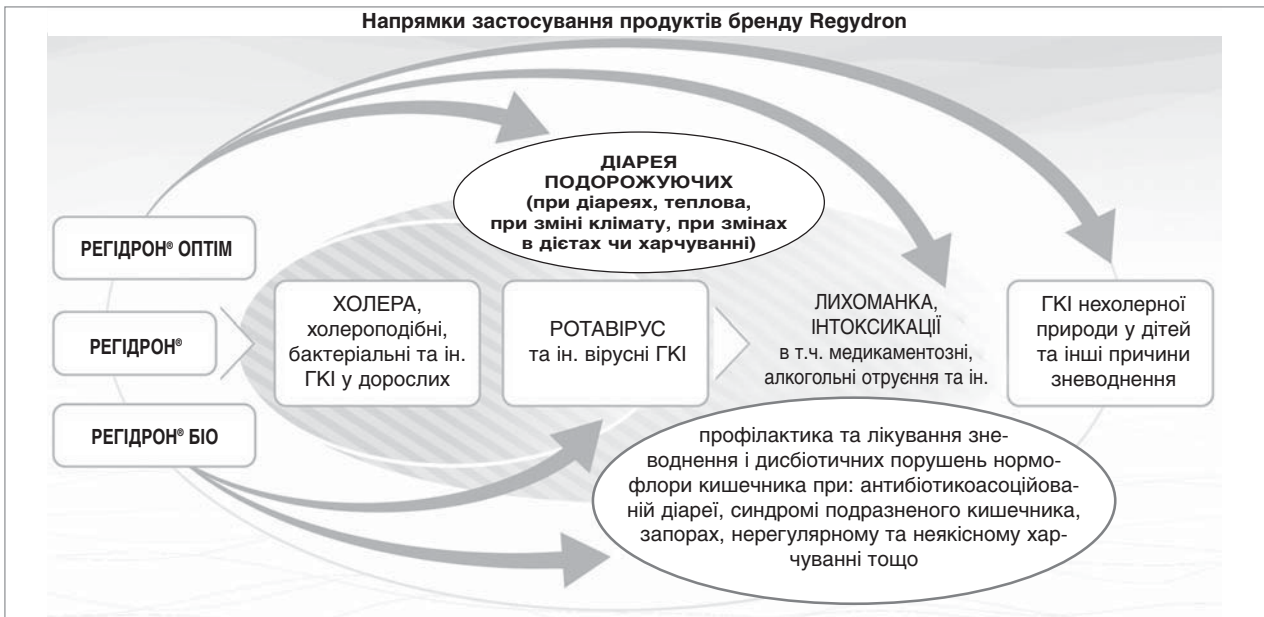 Напрямки застосування продуктів бренду Regydron
ДІАРЕЯ
ПОДОРОЖУЮЧИХ
(при діареях, теплова,
при зміні клімату, при змінах
в дієтах чи харчуванні)
РЕГІДРОН® ОПТІМ
РЕГІДРОН®
РЕГІДРОН® БІО
ХОЛЕРА,
холероподібні,
бактеріальні та ін.
ГКІ у дорослих
РОТАВІРУС
та ін. вірусні ГКІ
ЛИХОМАНКА,
ІНТОКСИКАЦІЇ
в т.ч. медикаментозні,
алкогольні отруєння та ін.
ГКІ нехолерної
природи у дітей
та інші причини
зневоднення
профілактика та лікування зне-
воднення і дисбіотичних порушень нормо-
флори кишечника при: антибіотикоасоційова-
ній діареї, синдромі подразненого кишечника,
запорах, нерегулярному та неякісному хар-
чуванні тощо